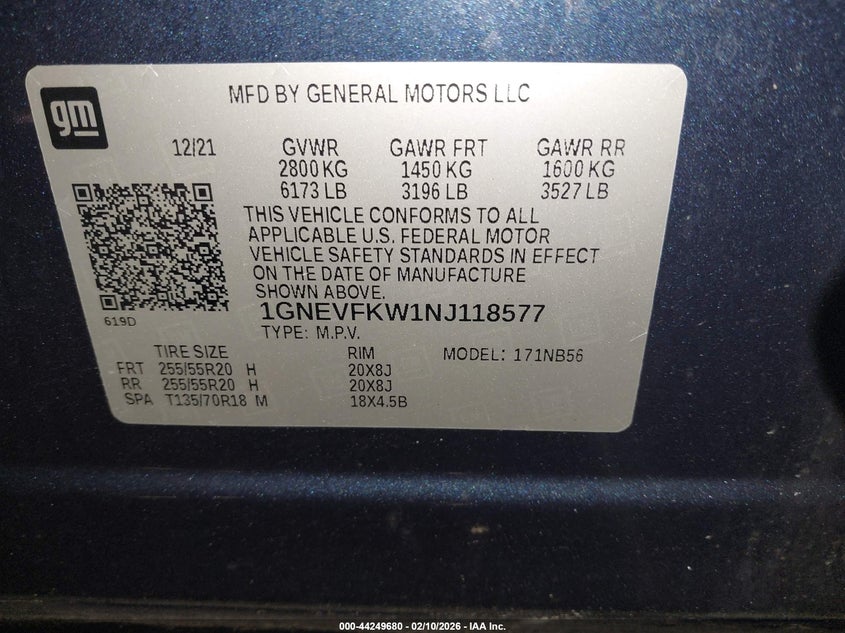 gm
MFD BY GENERAL MOTORS LLC
12/21 GVWR GAWR FRT GAWR RR
2800 KG 1450 KG 1600 KG
6173 LB 3196 LB 3527 LB
THIS VEHICLE CONFORMS TO ALL
APPLICABLE U.S. FEDERAL MOTOR
VEHICLE SAFETY STANDARDS IN EFFECT
ON THE DATE OF MANUFACTURE
SHOWN ABOVE.
1GNEVFKW1NJ118577
619D
TYPE: M.P.V.
TIRE SIZE RIM MODEL: 171NB56
FRT 255/55R20 H 20X8J
RR 255/55R20 H 20X8J
SPA T135/70R18 M 18X4.5B
000-44249680 - 02/10/2026 - IAA Inc.